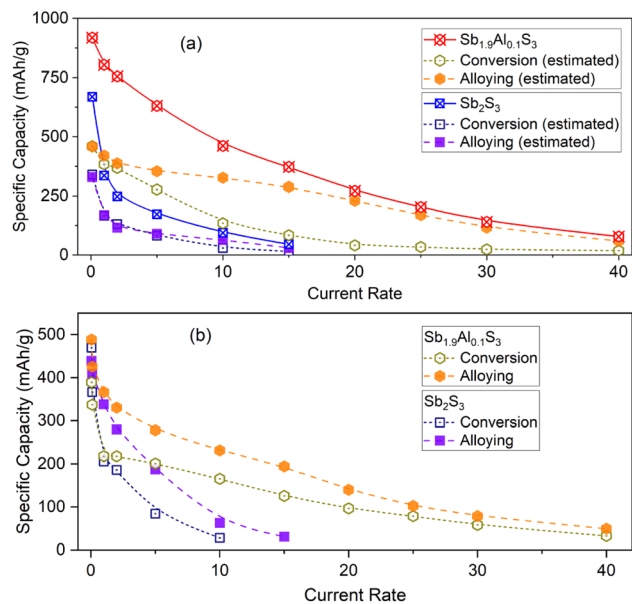 (a)
Specific Capacity (mAh/g)
1000
750
500
250
0
Sb1.9Al0.1S3
Conversion (estimated)
Alloying (estimated)
Sb2S3
Conversion (estimated)
Alloying (estimated)
0 10 20 30 40
Current Rate
(b)
Specific Capacity (mAh/g)
500
400
300
200
100
0
Sb1.9Al0.1S3
Conversion
Alloying
Sb2S3
Conversion
Alloying
0 10 20 30 40
Current Rate